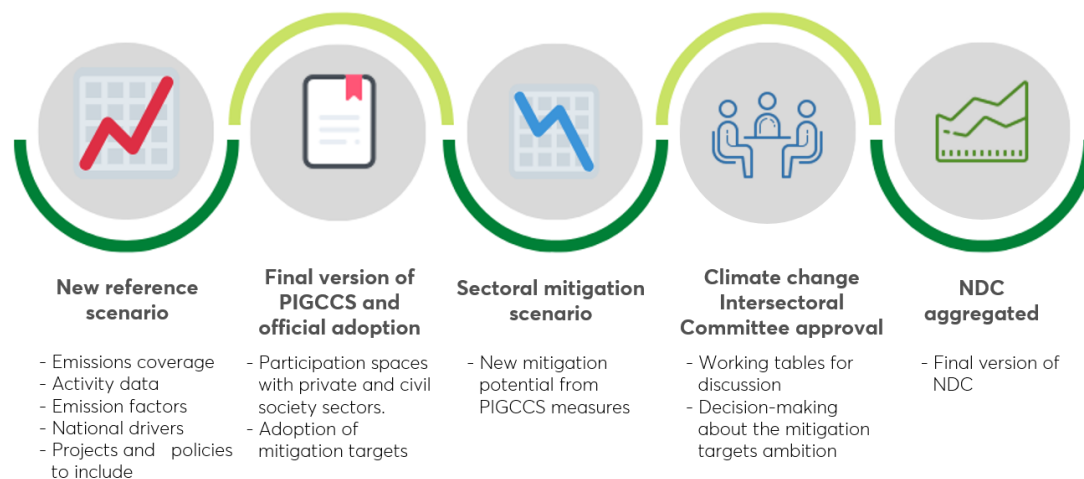 New reference
scenario
- Emissions coverage
- Activity data
- Emission factors
- National drivers
- Projects and policies
to include
Final version of
PIGCCS and
official adoption
- Participation spaces
with private and civil
society sectors.
- Adoption of
mitigation targets
Sectoral mitigation
scenario
- New mitigation
potential from
PIGCCS measures
Climate change
Intersectoral
Committee approval
- Working tables for
discussion
- Decision-making
about the mitigation
targets ambition
NDC
aggregated
- Final version of
NDC